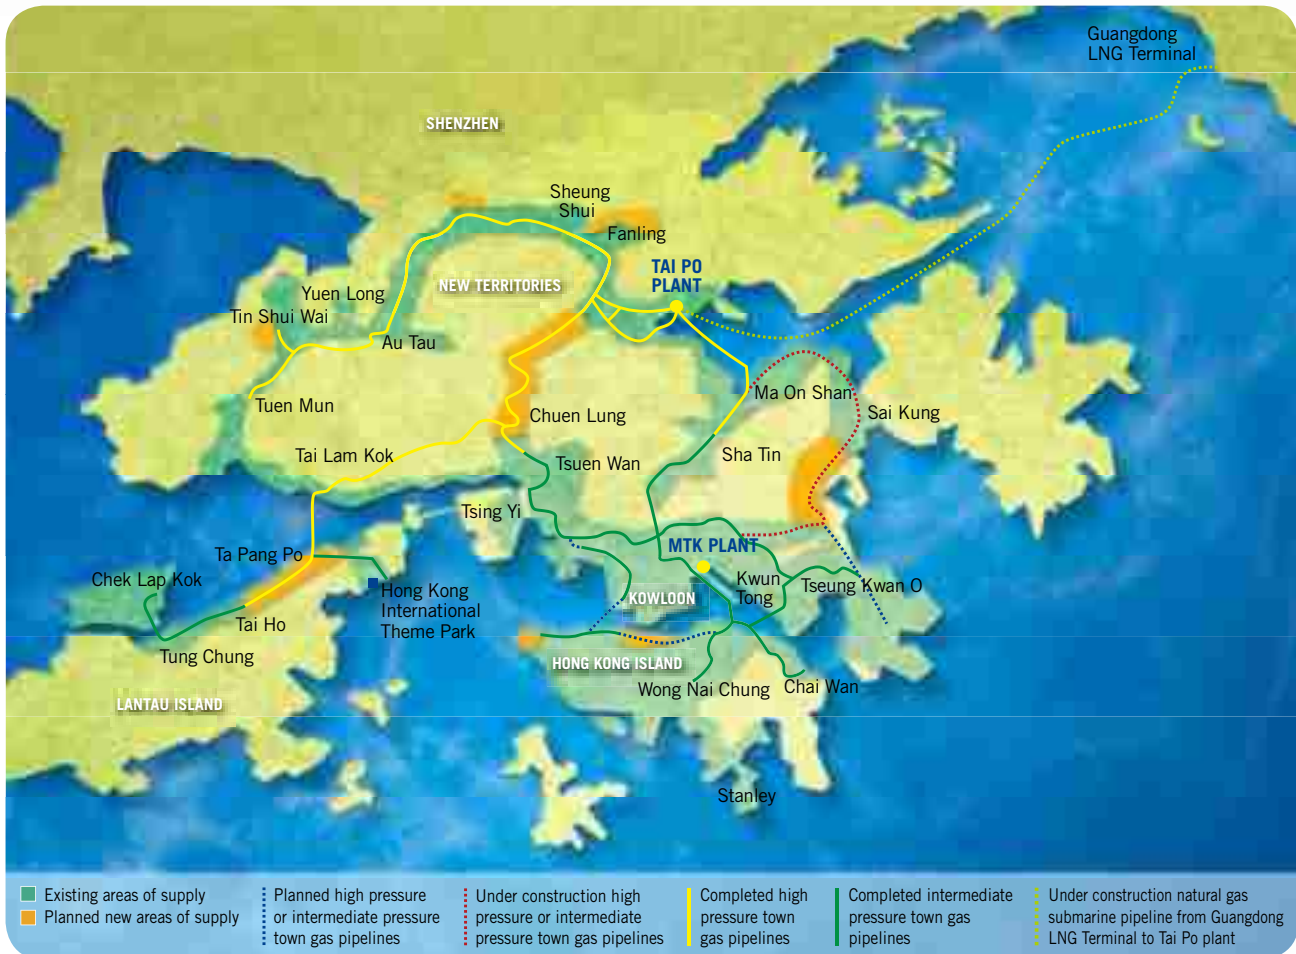 Guangdong
LNG Terminal
SHENZHEN
Sheung
Shui
Fanling
TAI PO
PLANT
NEW TERRITORIES
Yuen Long
Tin Shui Wai
Au Tau
Tuen Mun
Ma On Shan
Sai Kung
Chuen Lung
Tai Lam Kok
Tsuen Wan
Sha Tin
Tsing Yi
MTK PLANT
Ta Pang Po
Chek Lap Kok
Hong Kong
International
Theme Park
Kwun
Tong
Tseung Kwan O
KOWLOON
Tai Ho
Tung Chung
HONG KONG ISLAND
Wong Nai Chung
Chai Wan
LANTAU ISLAND
Stanley
Existing areas of supply
Planned new areas of supply
Planned high pressure
or intermediate pressure
town gas pipelines
Under construction high
pressure or intermediate
pressure town gas pipelines
Completed high
pressure town
gas pipelines
Completed intermediate
pressure town gas
pipelines
Under construction natural gas
submarine pipeline from Guangdong
LNG Terminal to Tai Po plant